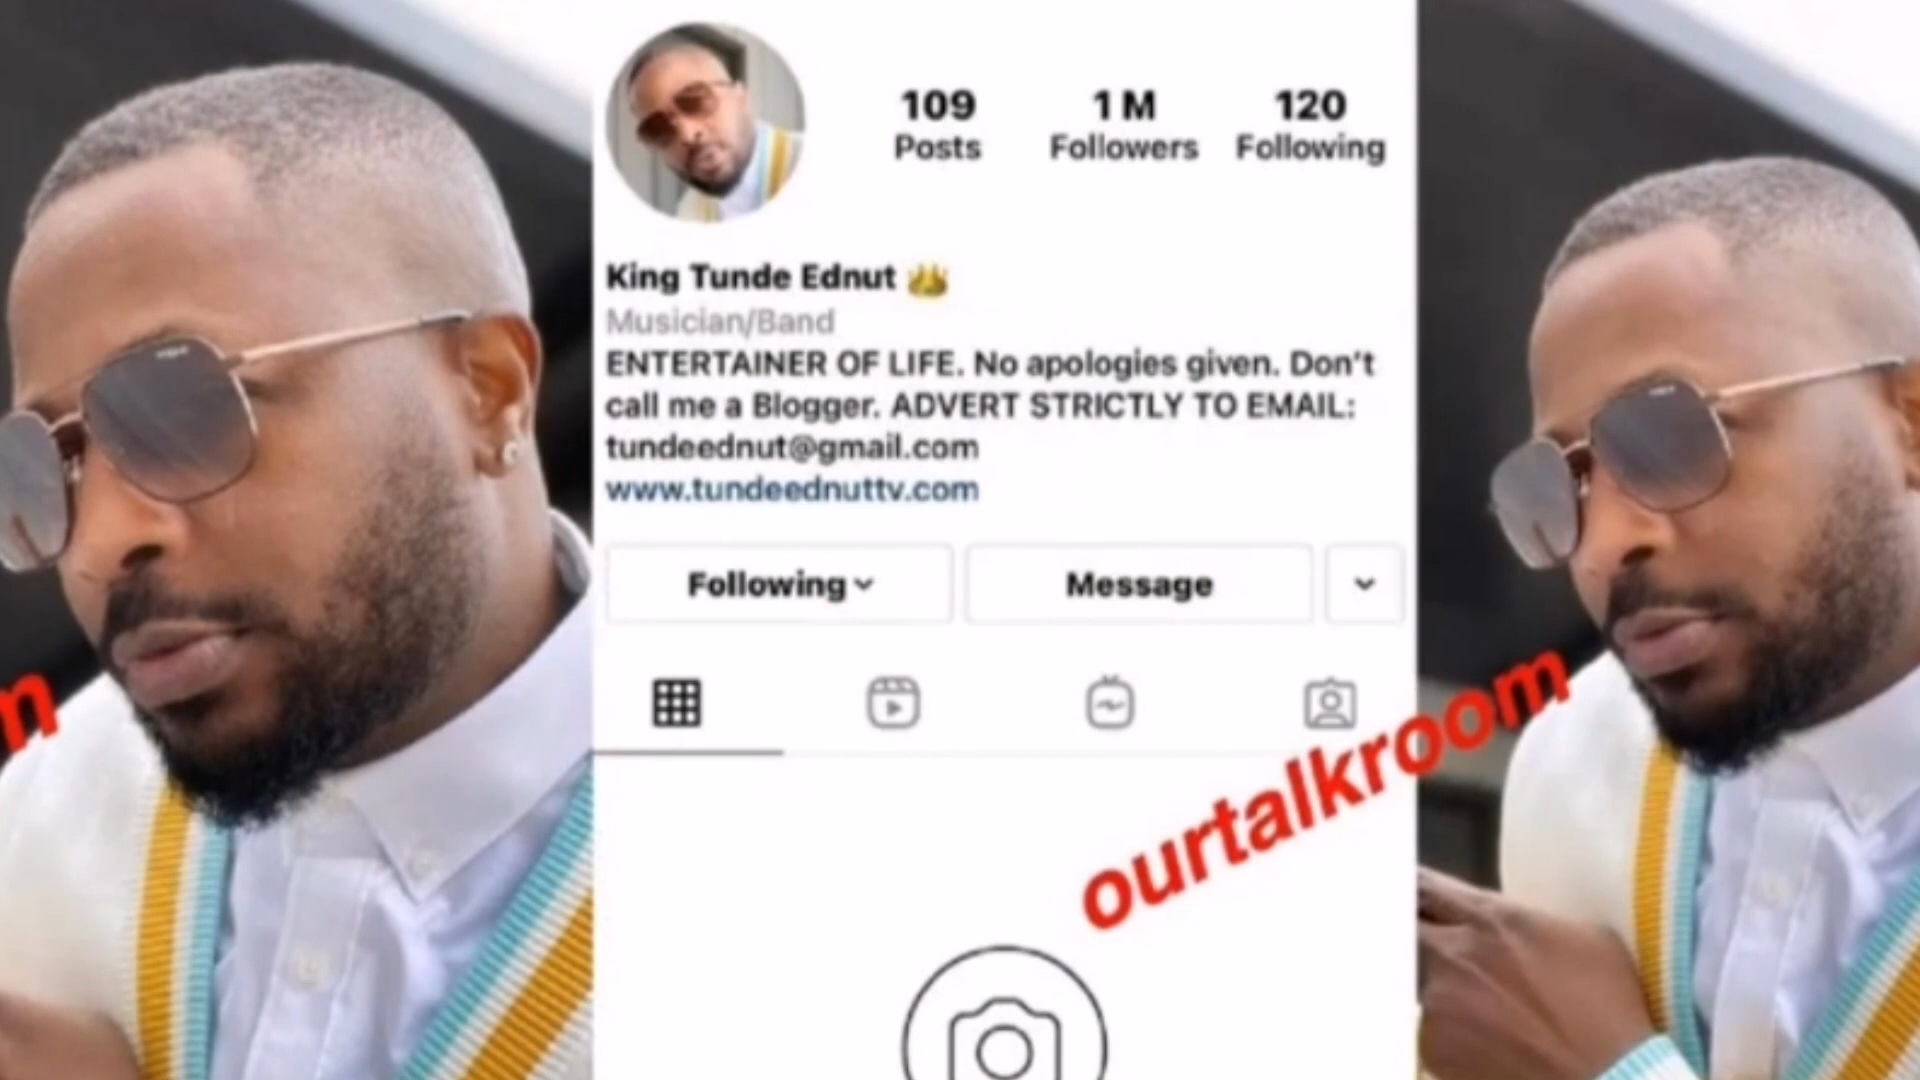 109
Posts
1 M
Followers
120
Following
King Tunde Ednut
Musician/Band
ENTERTAINER OF LIFE. No apologies given. Don't
call me a Blogger. ADVERT STRICTLY TO EMAIL:
tundeednut@gmail.com
www.tundeednuttv.com
Following
Message
ourtalkroom
m